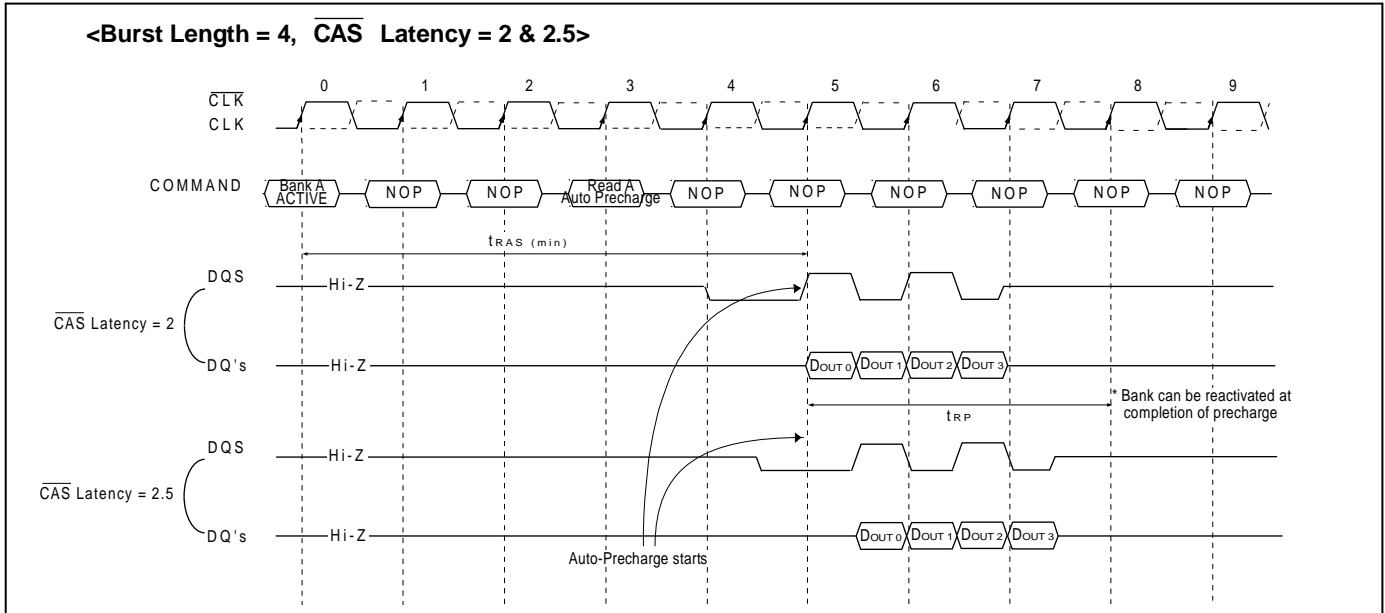 <Burst Length = 4, CAS Latency = 2 & 2.5>
0 1 2 3 4 5 6 7 8 9
CLK
CLK
COMMAND
Bank A ACTIVE
NOP
NOP
Read A Auto Precharge
NOP
NOP
NOP
NOP
NOP
NOP
tRAS (min)
DQS
Hi-Z
CAS Latency = 2
DQ's
Hi-Z
DOUT 0 DOUT 1 DOUT 2 DOUT 3
tRP
* Bank can be reactivated at
completion of precharge
DQS
Hi-Z
CAS Latency = 2.5
DQ's
Hi-Z
DOUT 0 DOUT 1 DOUT 2 DOUT 3
Auto-Precharge starts